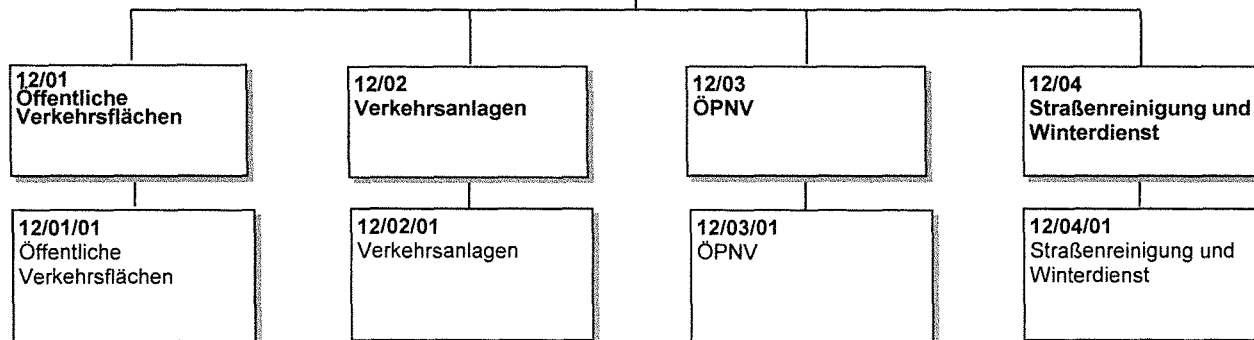 12/01
Öffentliche
Verkehrsflächen
12/02
Verkehrsanlagen
12/03
ÖPNV
12/04
Straßenreinigung und
Winterdienst
12/01/01
Öffentliche
Verkehrsflächen
12/02/01
Verkehrsanlagen
12/03/01
ÖPNV
12/04/01
Straßenreinigung und
Winterdienst